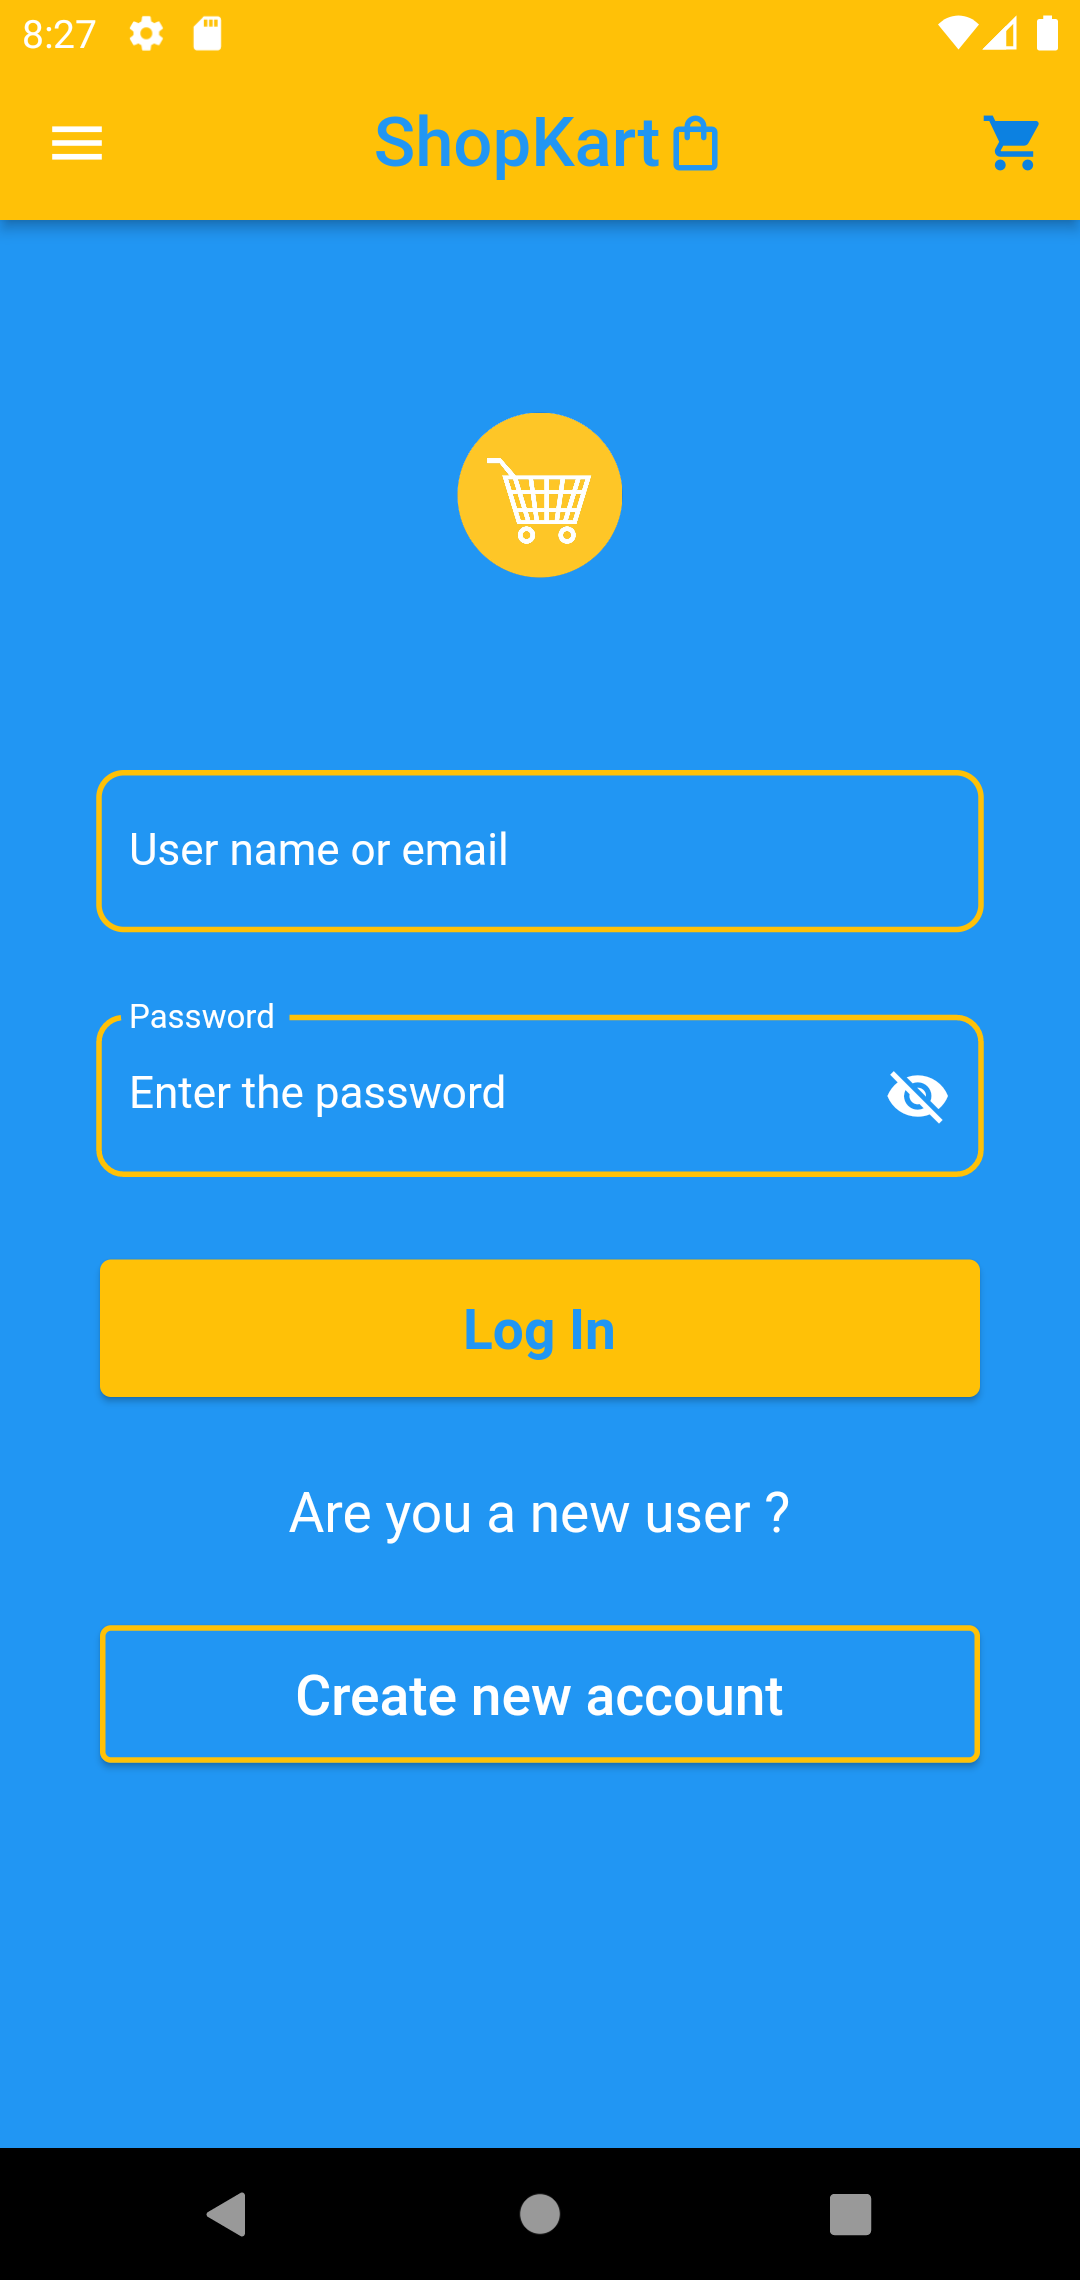 8:27
ShopKart
User name or email
Password
Enter the password
Log In
Are you a new user ?
Create new account